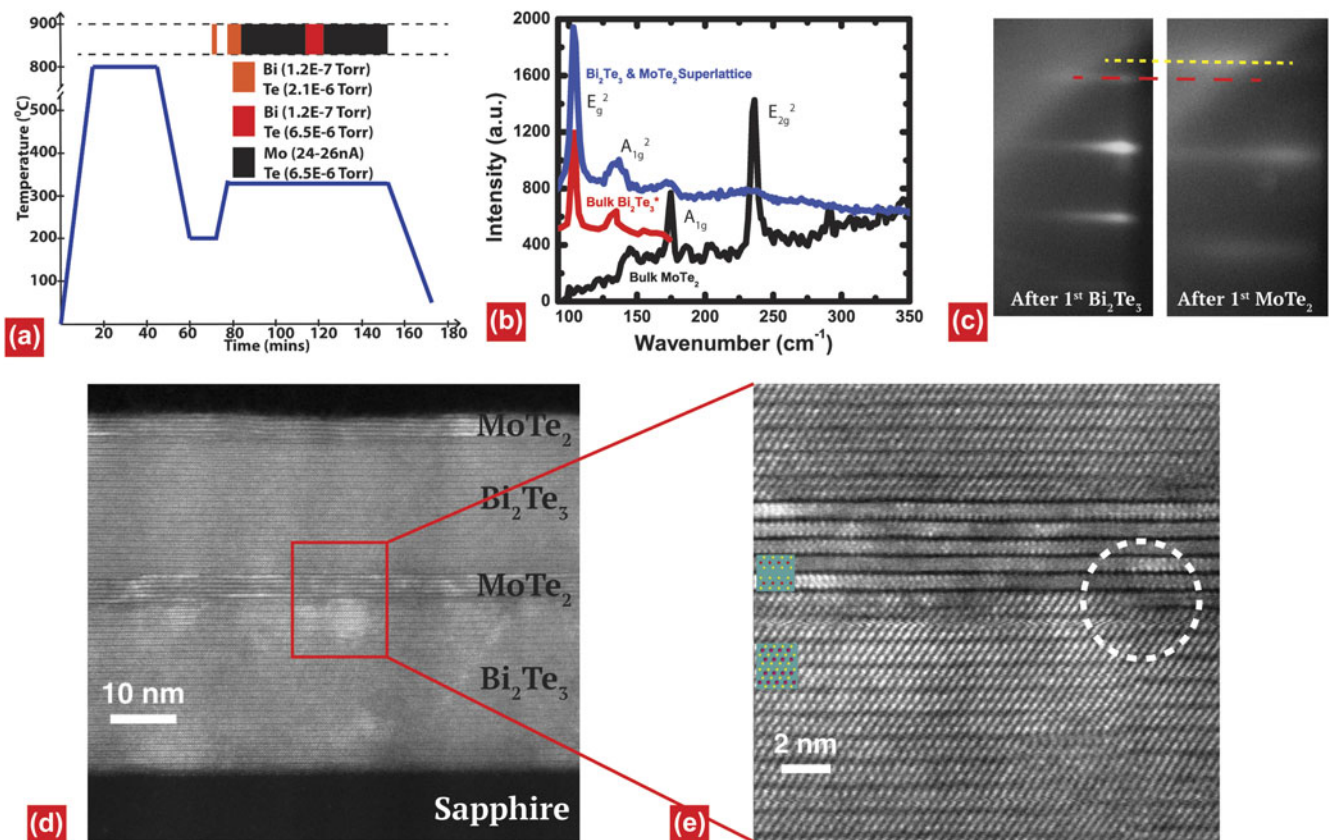 900
800
500
400
300
200
100
Temperature (°C)
Bi (1.2E-7 Torr)
Te (2.1E-6 Torr)
Bi (1.2E-7 Torr)
Te (6.5E-6 Torr)
Mo (24-26nA)
Te (6.5E-6 Torr)
20 40 60 80 100 120 140 160 180
Time (mins)
(a)
2000
1600
1200
800
400
0
Intensity (a.u.)
Bi₂Te₃ & MoTe₂ Superlattice
E_g²
A_1g²
E_2g²
Bulk Bi₂Te₃*
A_1g
Bulk MoTe₂
100 150 200 250 300 350
Wavenumber (cm⁻¹)
(b)
After 1ˢᵗ Bi₂Te₃
After 1ˢᵗ MoTe₂
(c)
MoTe₂
Bi₂Te₃
MoTe₂
Bi₂Te₃
10 nm
Sapphire
(d)
2 nm
(e)